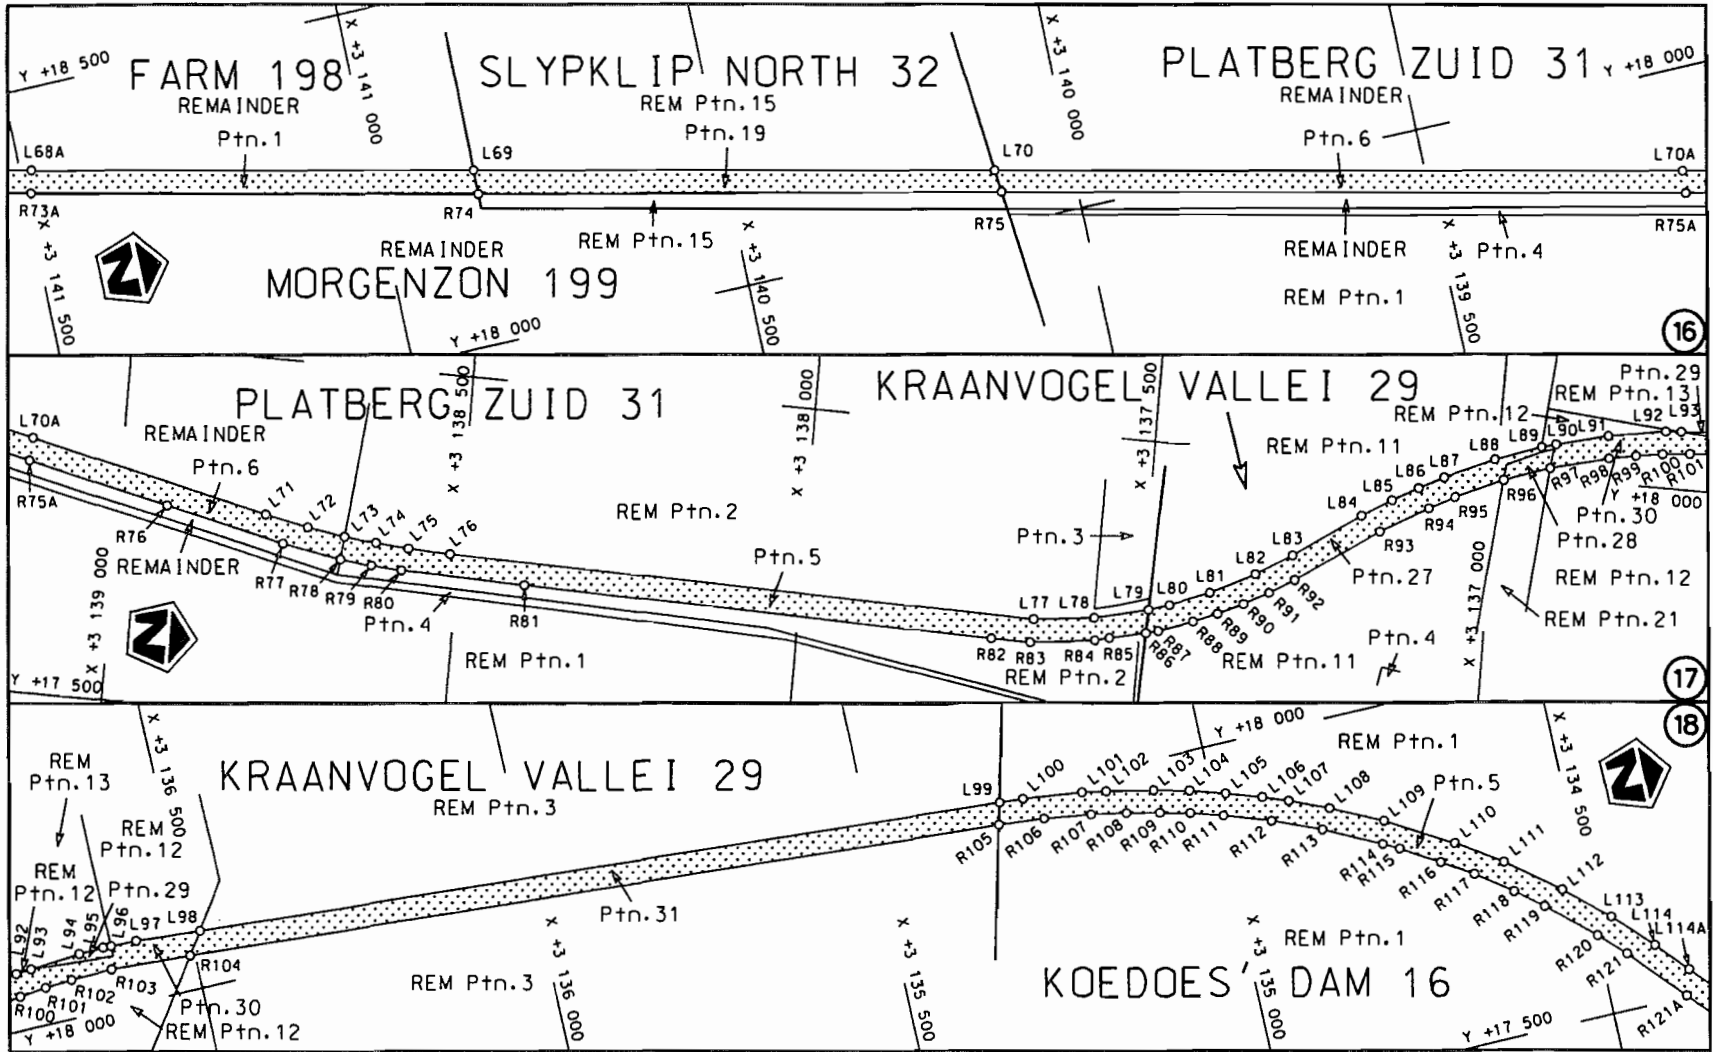 Y +18 500
FARM 198
REMAINDER
Ptn.1
X +3 141 000
SLYPKLIP NORTH 32
REM Ptn.15
Ptn.19
X +3 140 000
PLATBERG ZUID 31
REMAINDER
Ptn.6
Y +18 000
L68A
L69
L70
L70A
R73A
R74
R75
R75A
X +3 141 500
REMAINDER
MORGENZON 199
REM Ptn.15
X +3 140 500
Y +18 000
REMAINDER
Ptn.4
REM Ptn.1
X +3 139 500
16
PLATBERG ZUID 31
REMAINDER
Ptn.6
X +3 138 500
X +3 138 000
REM Ptn.2
Ptn.5
KRAANVOGEL VALLEI 29
X +3 137 500
REM Ptn.11
REM Ptn.12
Ptn.29
REM Ptn.13
Ptn.3
L70A
L71
L72
L73
L74
L75
L76
L77
L78
L79
L80
L81
L82
L83
L84
L85
L86
L87
L88
L89
L90
L91
L92
L93
R75A
R76
R77
R78
R79
R80
R81
R82
R83
R84
R85
R86
R87
R88
R89
R90
R91
R92
R93
R94
R95
R96
R97
R98
R99
R100
R101
REMAINDER
X +3 139 000
Y +17 500
Ptn.4
REM Ptn.1
REM Ptn.2
REM Ptn.11
Ptn.27
Ptn.4
X +3 137 000
Y +18 000
Ptn.30
Ptn.28
REM Ptn.12
REM Ptn.21
17
REM
Ptn.13
REM
Ptn.12
REM
Ptn.12
Ptn.29
X +3 136 500
KRAANVOGEL VALLEI 29
REM Ptn.3
Y +18 000
REM Ptn.1
Ptn.5
X +3 134 500
18
L92
L93
L94
L95
L96
L97
L98
L99
L100
L101
L102
L103
L104
L105
L106
L107
L108
L109
L110
L111
L112
L113
L114
L114A
R100
R101
R102
R103
R104
R105
R106
R107
R108
R109
R110
R111
R112
R113
R114
R115
R116
R117
R118
R119
R120
R121
R121A
Y +18 000
Ptn.30
REM Ptn.12
REM Ptn.3
Ptn.31
X +3 136 000
X +3 135 500
X +3 135 000
REM Ptn.1
KOEDOES' DAM 16
Y +17 500